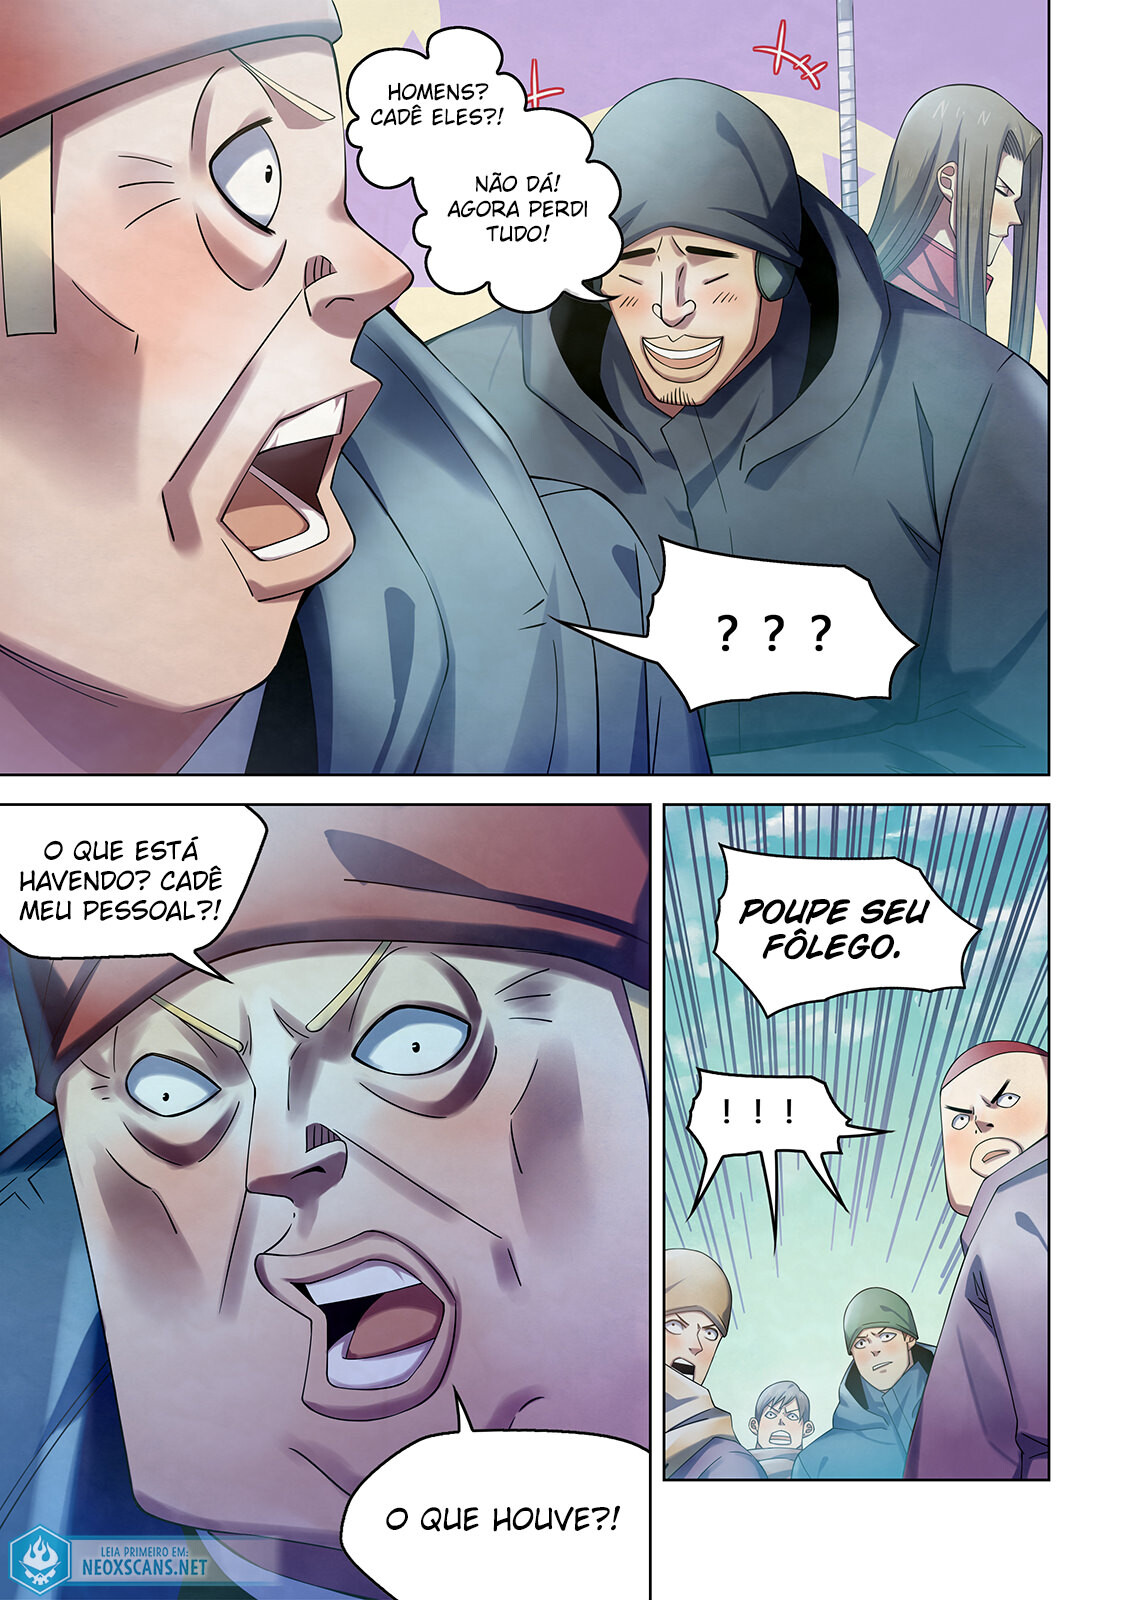 HOMENS?
CADÊ ELES?!
NÃO DÁ!
AGORA PERDI
TUDO!
? ? ?
O QUE ESTÁ
HAVENDO? CADÊ
MEU PESSOAL?!
POUPE SEU
FÔLEGO.
! ! !
O QUE HOUVE?!
LEIA PRIMEIRO EM:
NEOXSCANS.NET